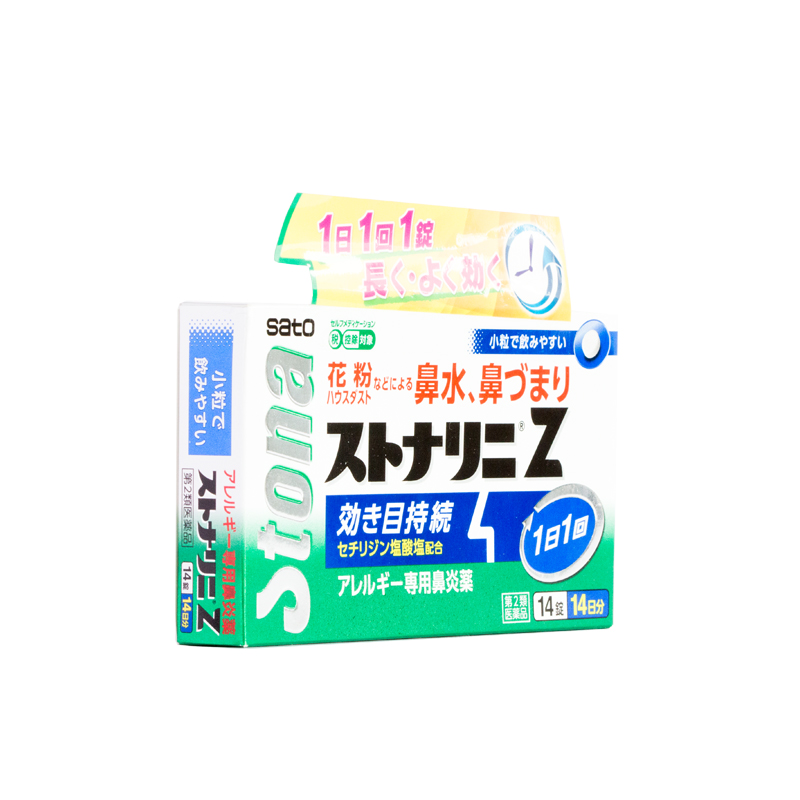 1日1回1錠
長く・よく効く
sato
セルフメディケーション
税 控除 対象
小粒で飲みやすい
花粉
ハウスダスト
などによる
鼻水、鼻づまり
ストナリニ®Z
効き目持続
セチリジン塩酸塩配合
1日1回
アレルギー専用鼻炎薬
第2類
医薬品
14錠
14日分
Stona
小粒で
飲みやすい
アレルギー専用鼻炎薬
ストナリニ®Z
第2類医薬品
14錠
14日分